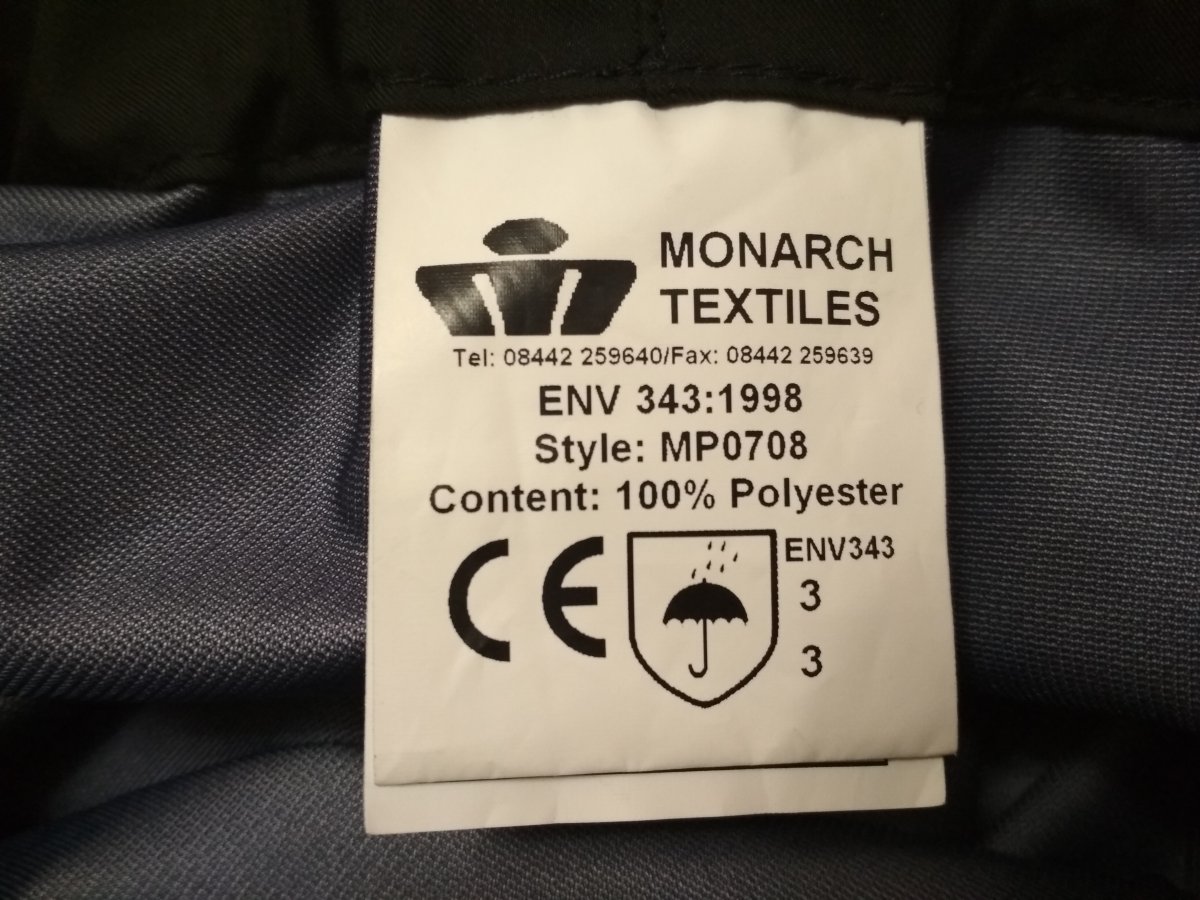 MONARCH
TEXTILES
Tel: 08442 259640/Fax: 08442 259639
ENV 343:1998
Style: MP0708
Content: 100% Polyester
CE
ENV343
3
3